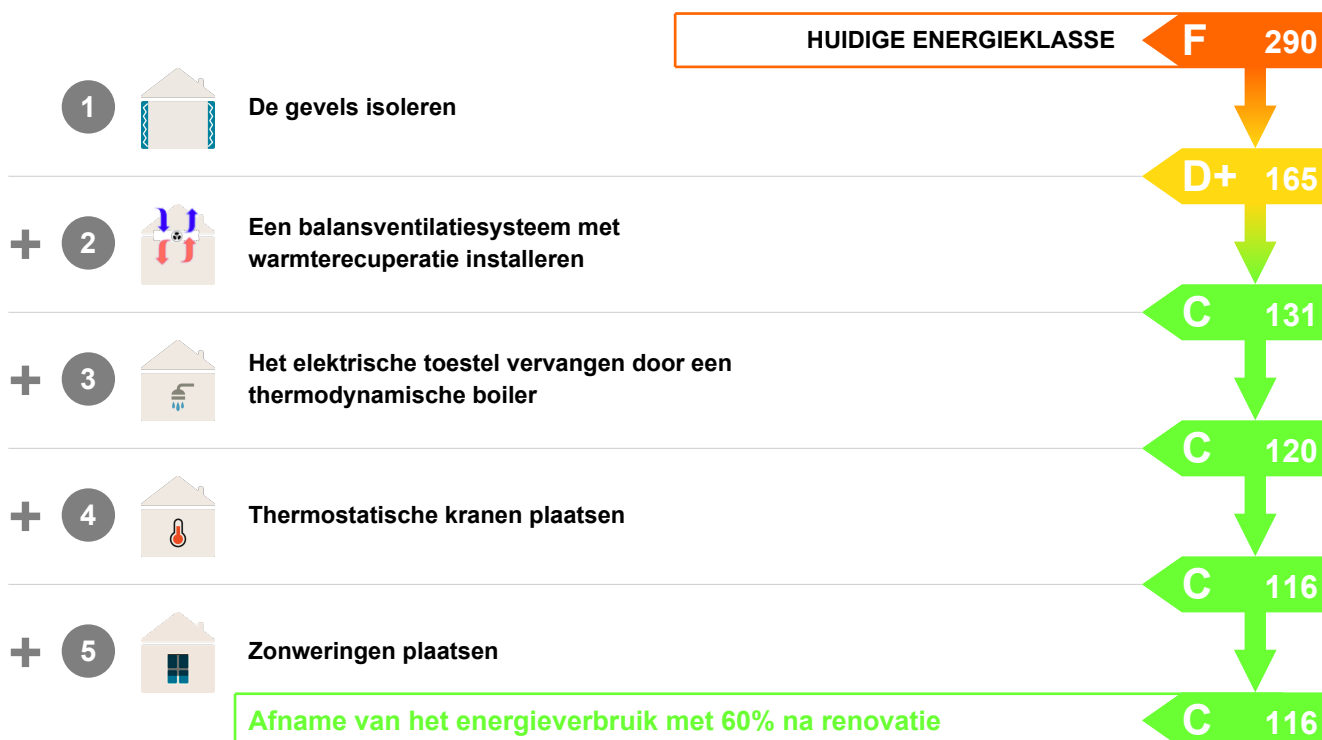 HUIDIGE ENERGIEKLASSE F 290
1 De gevels isoleren
D+ 165
+ 2 Een balansventilatiesysteem met
warmterecuperatie installeren
C 131
+ 3 Het elektrische toestel vervangen door een
thermodynamische boiler
C 120
+ 4 Thermostatische kranen plaatsen
C 116
+ 5 Zonweringen plaatsen
Afname van het energieverbruik met 60% na renovatie C 116